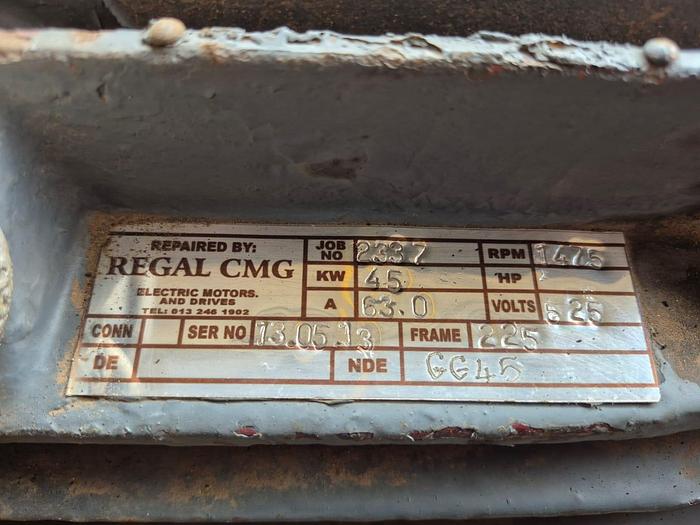 REPAIRED BY:
REGAL CMG
ELECTRIC MOTORS.
AND DRIVES
TEL: 013 246 1902
JOB NO 2337 RPM 1475
KW 45 HP
A 63.0 VOLTS 525
CONN SER NO 13.05.13 FRAME 225
DE NDE GG45